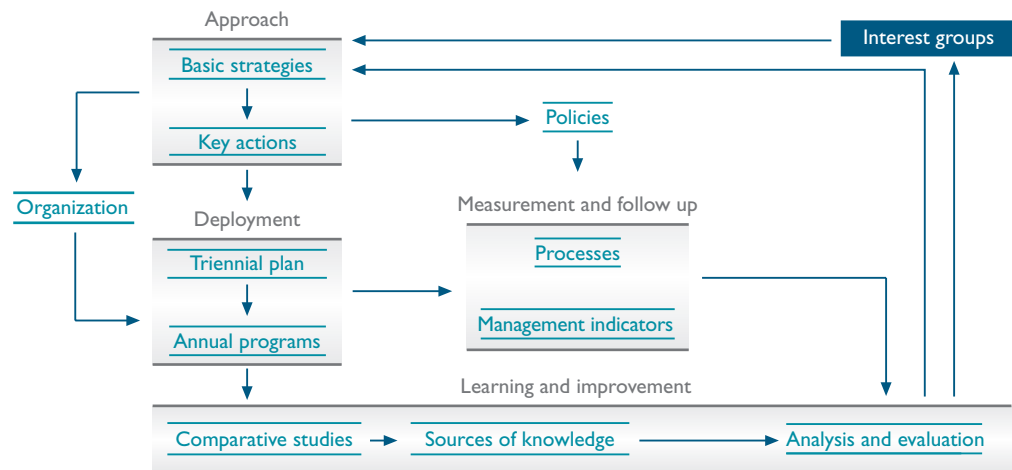 Approach
Interest groups
Basic strategies
Policies
Key actions
Organization
Measurement and follow up
Deployment
Processes
Triennial plan
Management indicators
Annual programs
Learning and improvement
Comparative studies
Sources of knowledge
Analysis and evaluation